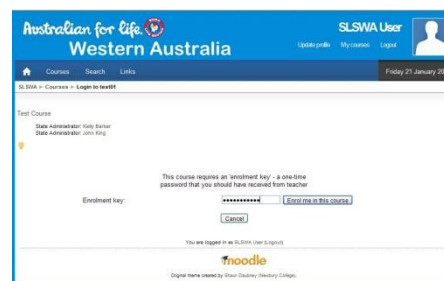 Australian for life.
Western Australia
SLSWA User
Update profile My courses Logout
Courses Search Links
Friday 21 January 20
SLSWA > Courses > Login to test01
Test Course
State Administrator: Kelly Barker
State Administrator: John King
This course requires an 'enrolment key' - a one-time
password that you should have received from teacher
Enrolment key: ●●●●●●●●●●● Enrol me in this course
Cancel
You are logged in as SLSWA User (Logout)
moodle
Original theme created by Shaun Daubney (Newbury College).